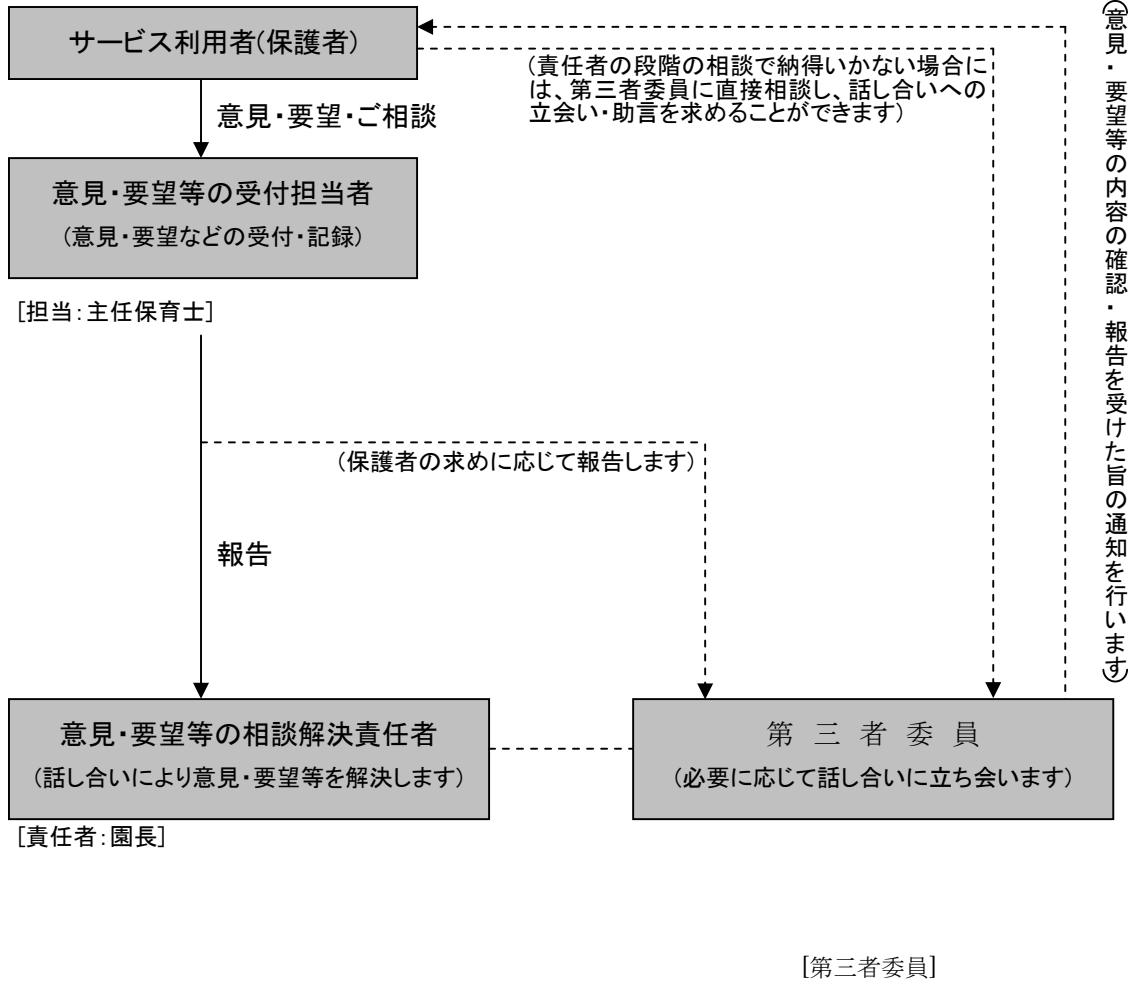 サービス利用者(保護者)
(責任者の段階の相談で納得いかない場合に
は、第三者委員に直接相談し、話し合いへの
立会い・助言を求めることができます)
意見・要望・ご相談
意見・要望等の受付担当者
(意見・要望などの受付・記録)
[担当:主任保育士]
(保護者の求めに応じて報告します)
報告
(意見・要望等の内容の確認・報告を受けた旨の通知を行います)
意見・要望等の相談解決責任者
(話し合いにより意見・要望等を解決します)
[責任者:園長]
第三者委員
(必要に応じて話し合いに立ち会います)
[第三者委員]